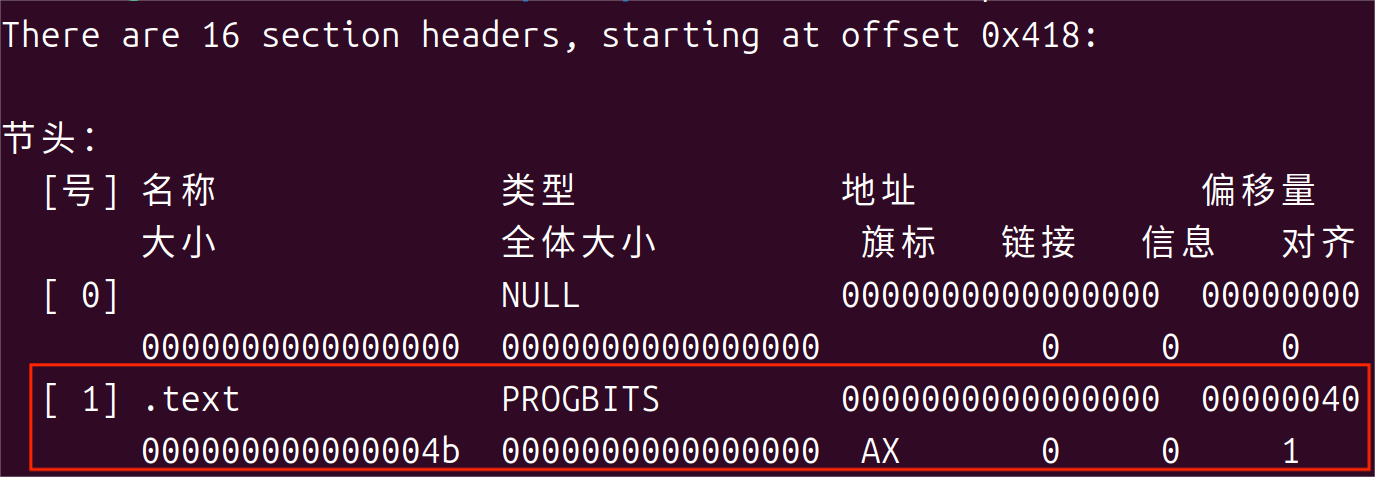 There are 16 section headers, starting at offset 0x418:
节头：
[号] 名称 类型 地址 偏移量
大小 全体大小 旗标 链接 信息 对齐
[ 0] NULL 0000000000000000 00000000
0000000000000000 0000000000000000 0 0 0
[ 1] .text PROGBITS 0000000000000000 00000040
000000000000004b 0000000000000000 AX 0 0 1